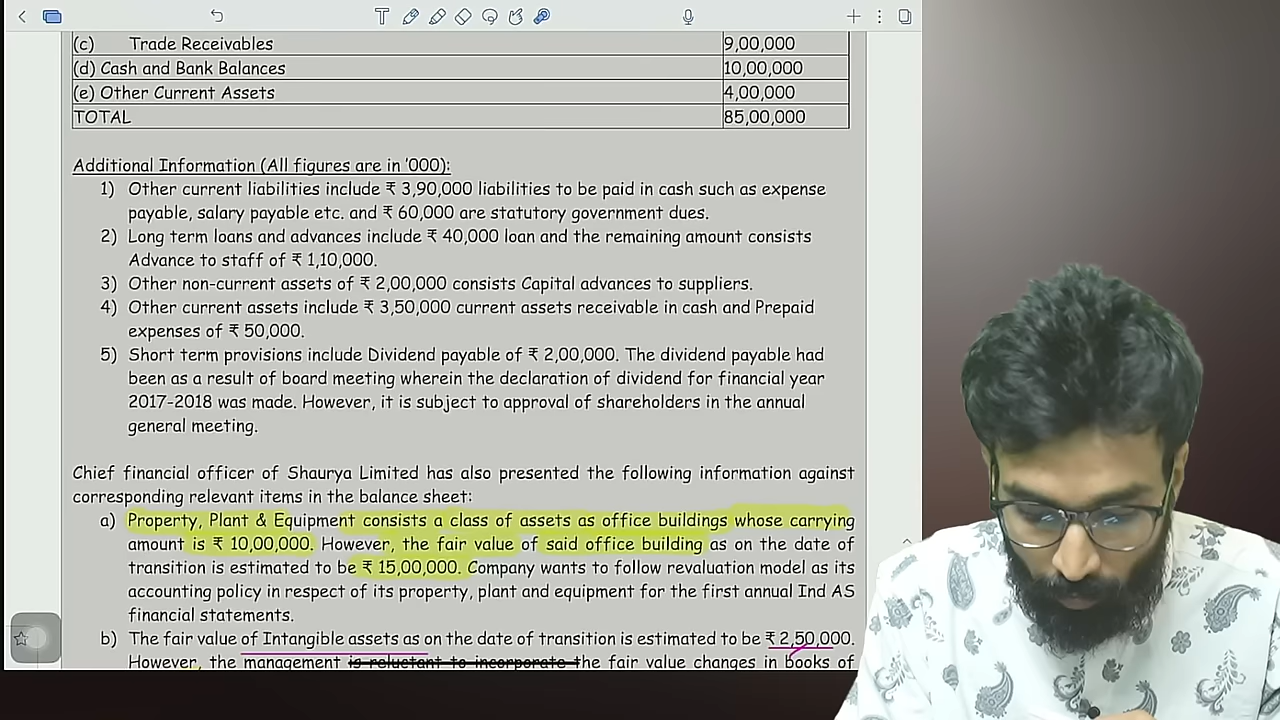 (c) Trade Receivables 9,00,000
(d) Cash and Bank Balances 10,00,000
(e) Other Current Assets 4,00,000
TOTAL 85,00,000
Additional Information (All figures are in '000):
1) Other current liabilities include ₹ 3,90,000 liabilities to be paid in cash such as expense
payable, salary payable etc. and ₹ 60,000 are statutory government dues.
2) Long term loans and advances include ₹ 40,000 loan and the remaining amount consists
Advance to staff of ₹ 1,10,000.
3) Other non-current assets of ₹ 2,00,000 consists Capital advances to suppliers.
4) Other current assets include ₹ 3,50,000 current assets receivable in cash and Prepaid
expenses of ₹ 50,000.
5) Short term provisions include Dividend payable of ₹ 2,00,000. The dividend payable had
been as a result of board meeting wherein the declaration of dividend for financial year
2017-2018 was made. However, it is subject to approval of shareholders in the annual
general meeting.
Chief financial officer of Shaurya Limited has also presented the following information against
corresponding relevant items in the balance sheet:
a) Property, Plant & Equipment consists a class of assets as office buildings whose carrying
amount is ₹ 10,00,000. However, the fair value of said office building as on the date of
transition is estimated to be ₹ 15,00,000. Company wants to follow revaluation model as its
accounting policy in respect of its property, plant and equipment for the first annual Ind AS
financial statements.
b) The fair value of Intangible assets as on the date of transition is estimated to be ₹ 2,50,000.
However, the management is reluctant to incorporate the fair value changes in books of